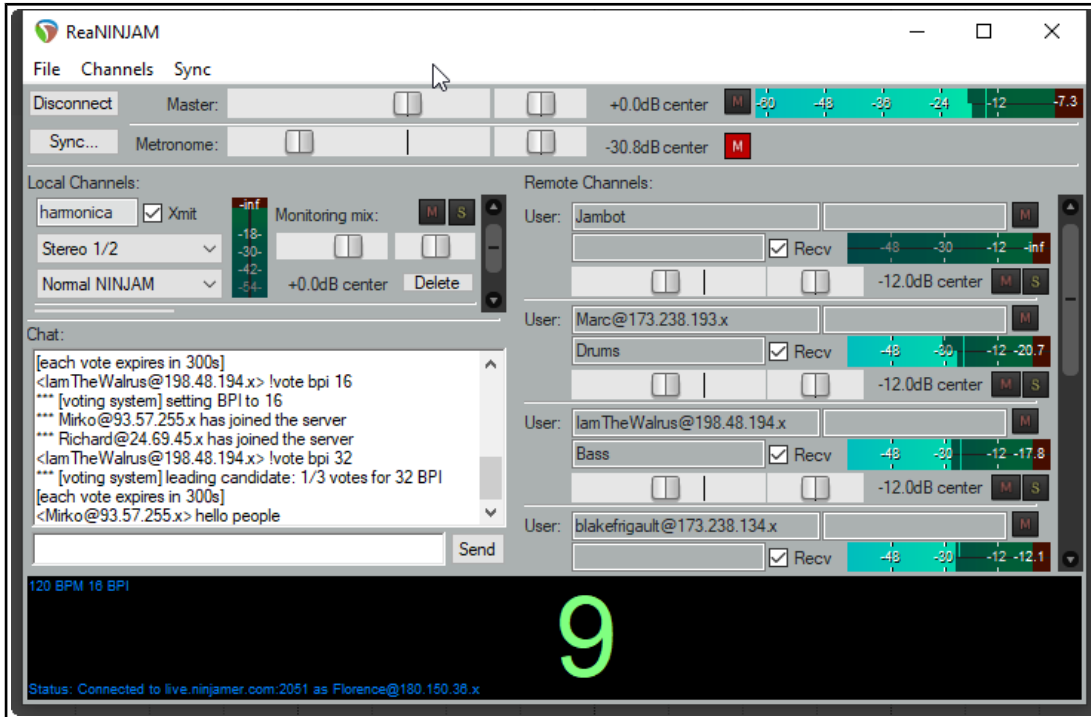 ReaNINJAM
File Channels Sync
Disconnect Master: +0.0dB center M -60 -48 -36 -24 -12 -7.3
Sync... Metronome: -30.8dB center M
Local Channels:
harmonica Xmit -inf Monitoring mix: M S
-18-
Stereo 1/2 -30-
-42-
Normal NINJAM -54- +0.0dB center Delete
Remote Channels:
User: Jambot M
Recv -48 -30 -12 -inf
-12.0dB center M S
User: Marc@173.238.193.x M
Drums Recv -48 -30 -12 -20.7
-12.0dB center M S
User: IamTheWalrus@198.48.194.x M
Bass Recv -48 -30 -12 -17.8
-12.0dB center M S
User: blakefrigault@173.238.134.x M
Recv -48 -30 -12 -12.1
Chat:
[each vote expires in 300s]
<IamTheWalrus@198.48.194.x> !vote bpi 16
*** [voting system] setting BPI to 16
*** Mirko@93.57.255.x has joined the server
*** Richard@24.69.45.x has joined the server
<IamTheWalrus@198.48.194.x> !vote bpi 32
*** [voting system] leading candidate: 1/3 votes for 32 BPI
[each vote expires in 300s]
<Mirko@93.57.255.x> hello people
Send
120 BPM 16 BPI
9
Status: Connected to live.ninjamer.com:2051 as Florence@180.150.36.x